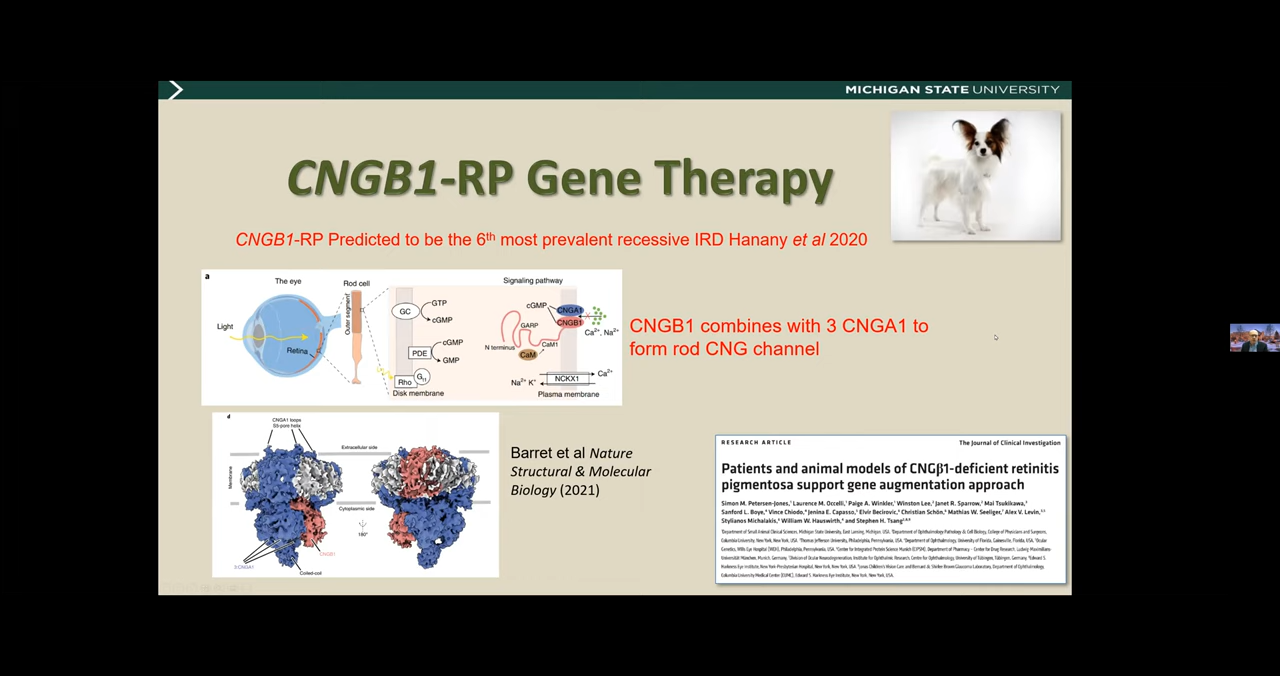 MICHIGAN STATE UNIVERSITY
CNGB1-RP Gene Therapy
CNGB1-RP Predicted to be the 6th most prevalent recessive IRD Hanany et al 2020
a
The eye
Rod cell
Signaling pathway
Light
Retina
Outer segment
GC
GTP
cGMP
PDE
cGMP
GMP
Rho
Disk membrane
cGMP
CNGA1
CNGB1
GARP
Ca2+, Na+
N terminus
CaM1
CaM
Na+ K+
NCKX1
Ca2+
Plasma membrane
CNGB1 combines with 3 CNGA1 to
form rod CNG channel
d
CNGA1 loops
S5-pore helix
Extracellular side
Membrane
Cytoplasmic side
180°
3 CNGA1
CNGB1
Coiled-coil
Barret et al Nature
Structural & Molecular
Biology (2021)
RESEARCH ARTICLE
The Journal of Clinical Investigation
Patients and animal models of CNGβ1-deficient retinitis
pigmentosa support gene augmentation approach
Simon M. Petersen-Jones, Laurence M. Occelli, Paige A. Winkler, Winston Lee, Janet R. Sparrow, Mai Tsukikawa,
Sanford L. Boye, Vince Chiodo, Jenina E. Capasso, Elvir Becirovic, Christian Schön, Mathias W. Seeliger, Alex V. Levin,
Stylianos Michalakis, William W. Hauswirth, and Stephen H. Tsang